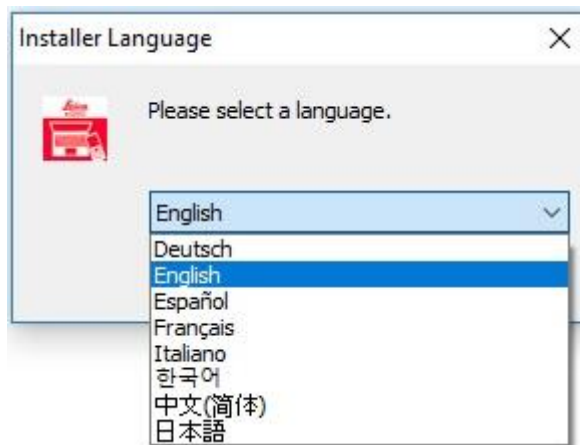 Installer Language
Leica
Please select a language.
English
Deutsch
English
Español
Français
Italiano
한국어
中文(简体)
日本語